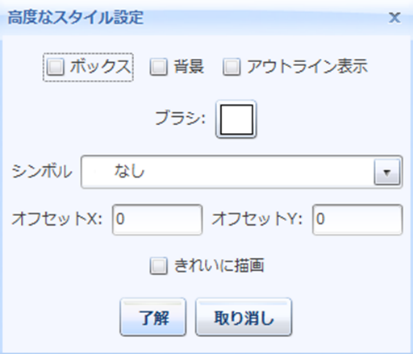 高度なスタイル設定
ボックス 背景 アウトライン表示
ブラシ:
シンボル なし
オフセットX: 0 オフセットY: 0
きれいに描画
了解 取り消し